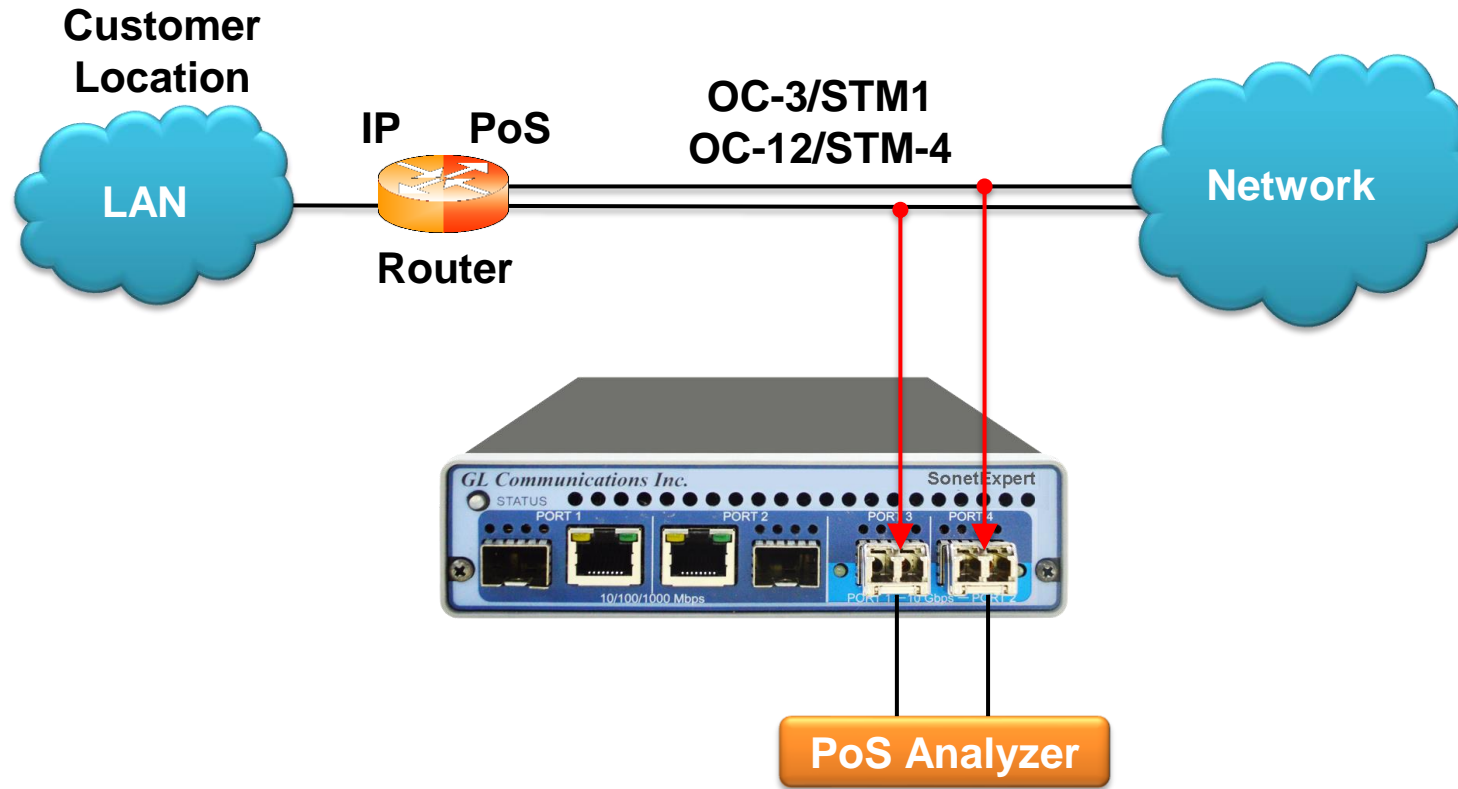 Customer
Location
LAN
IP PoS
Router
OC-3/STM1
OC-12/STM-4
Network
GL Communications Inc.
SonetExpert
STATUS
PORT 1
PORT 2
PORT 3
PORT 4
10/100/1000 Mbps
PORT 1 — 10 Gbps — PORT 2
PoS Analyzer